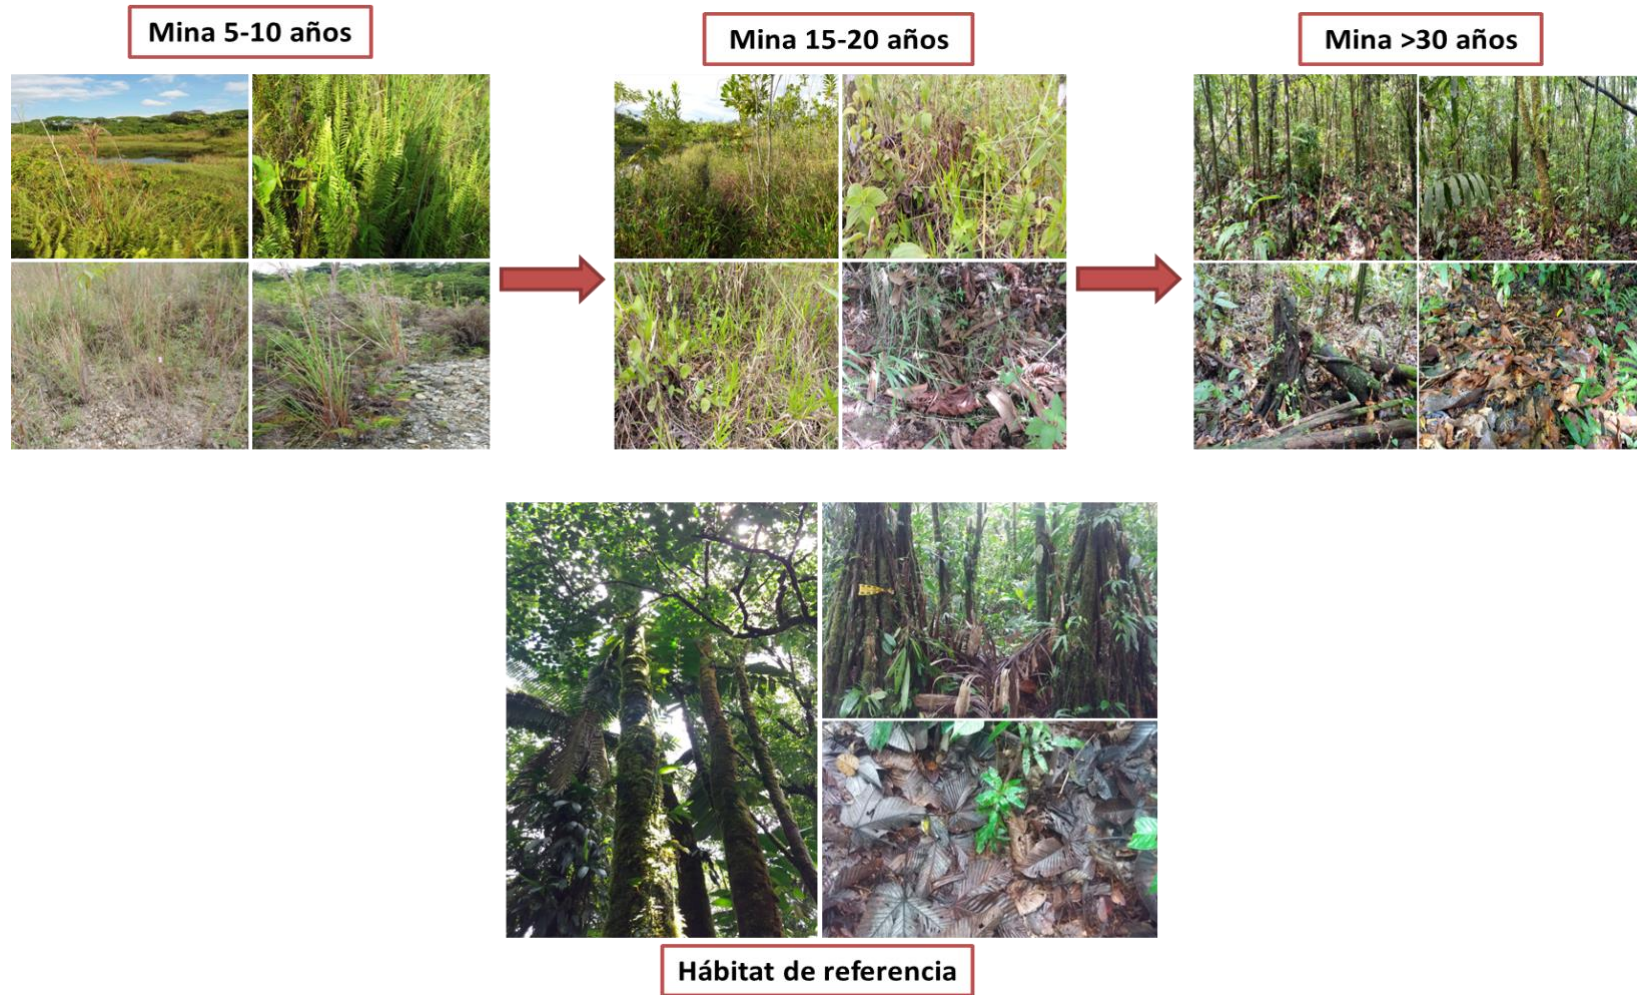 Mina 5-10 años
Mina 15-20 años
Mina >30 años
Hábitat de referencia